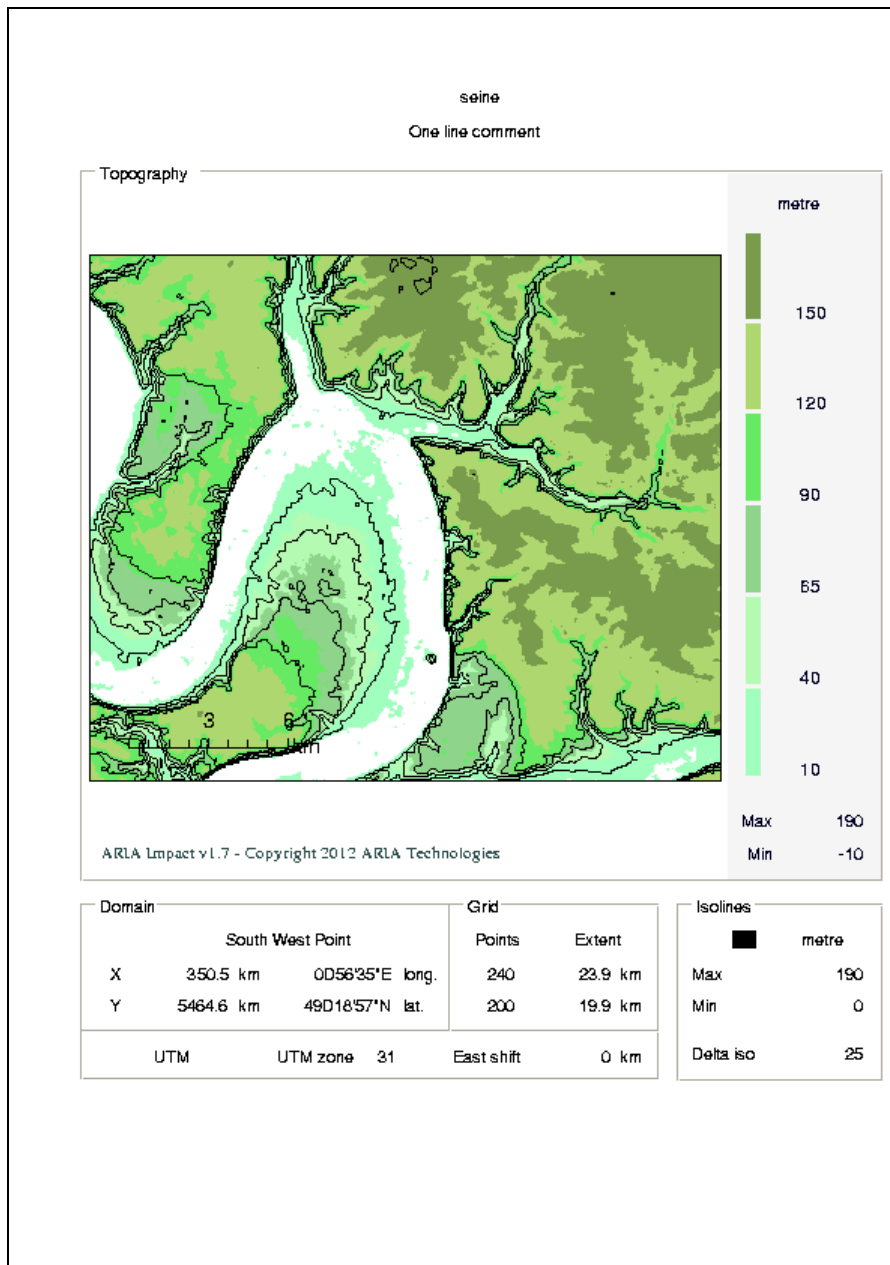 seine
One line comment
Topography
metre
150
120
90
65
40
10
3 6
km
Max 190
Min -10
ARIA Impact v1.7 - Copyright 2012 ARIA Technologies
Domain
South West Point
X 350.5 km 0D56'35"E long.
Y 5464.6 km 49D18'57"N lat.
Grid
Points Extent
240 23.9 km
200 19.9 km
UTM UTM zone 31 East shift 0 km
Isolines
metre
Max 190
Min 0
Delta iso 25